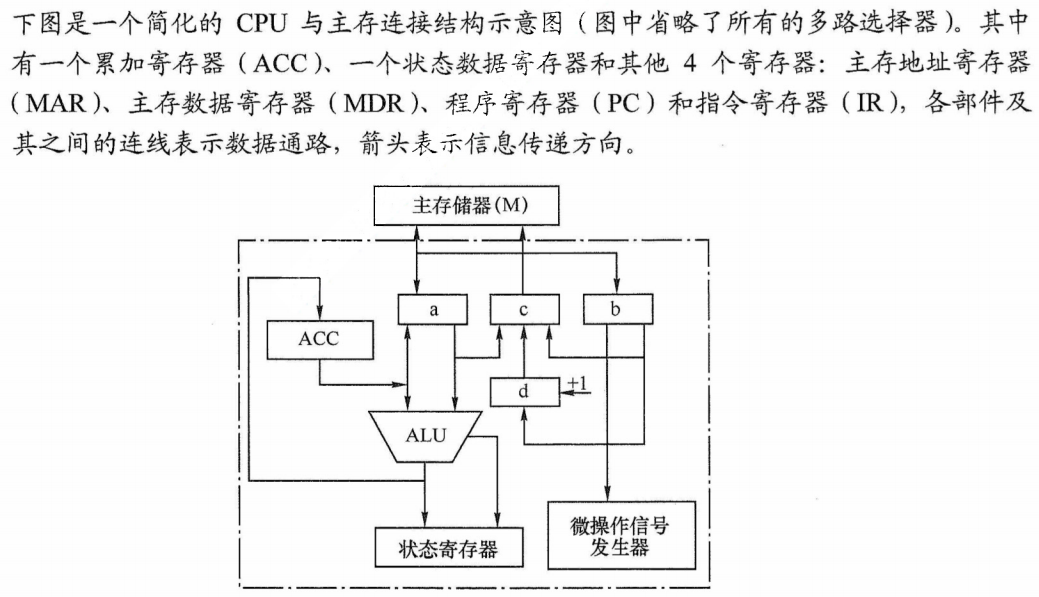 下图是一个简化的 CPU 与主存连接结构示意图（图中省略了所有的多路选择器）。其中
有一个累加寄存器（ACC）、一个状态数据寄存器和其他 4 个寄存器：主存地址寄存器
（MAR）、主存数据寄存器（MDR）、程序寄存器（PC）和指令寄存器（IR），各部件及
其之间的连线表示数据通路，箭头表示信息传递方向。
主存储器(M)
a
c
b
ACC
d
+1
ALU
微操作信号
发生器
状态寄存器